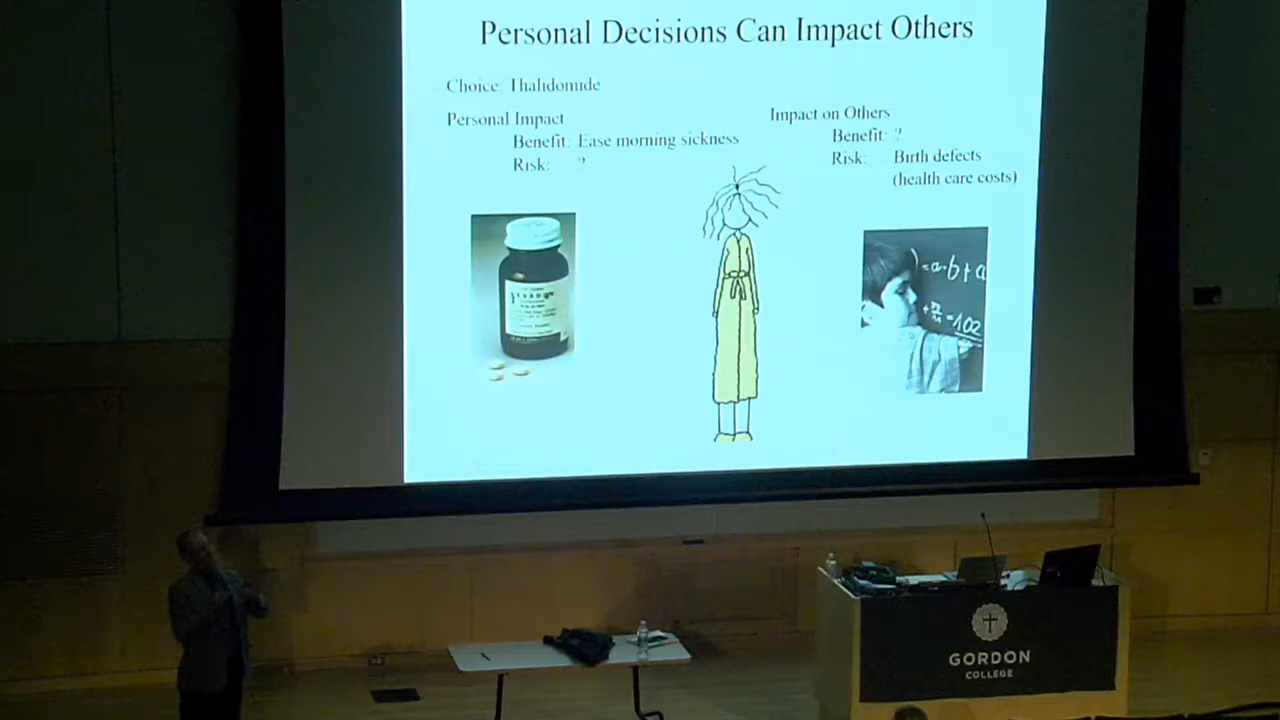 Personal Decisions Can Impact Others
Choice: Thalidomide
Personal Impact
Benefit: Ease morning sickness
Risk: ?
Impact on Others
Benefit: ?
Risk: Birth defects
(health care costs)
=a·b+a
=102
GORDON
COLLEGE